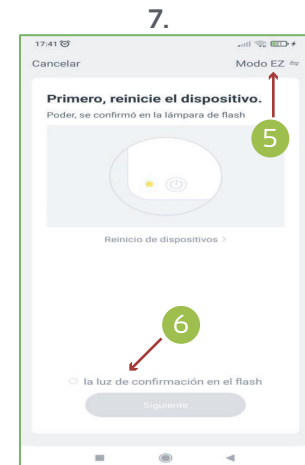 7.
17:41
Cancelar Modo EZ
Primero, reinicie el dispositivo.
Poder, se confirmó en la lámpara de flash
5
Reinicio de dispositivos >
6
la luz de confirmación en el flash
Siguiente